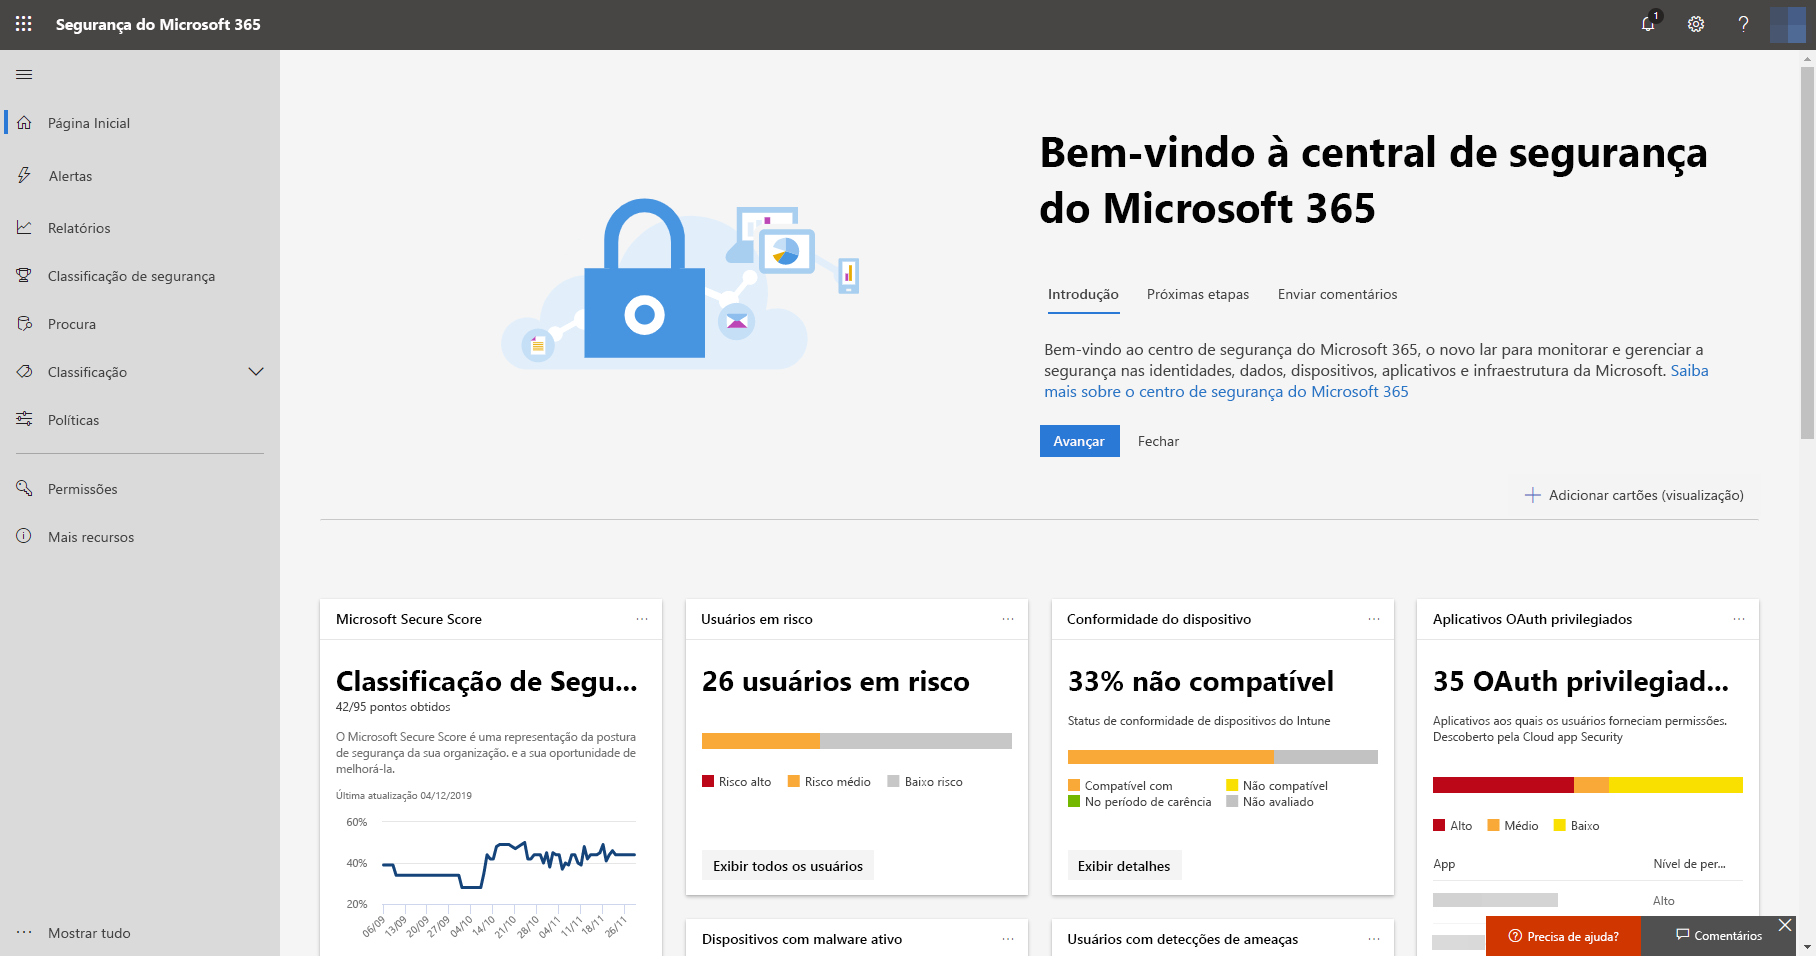 Segurança do Microsoft 365
1
?
Página Inicial
Alertas
Relatórios
Classificação de segurança
Procura
Classificação
Políticas
Permissões
Mais recursos
Mostrar tudo
Bem-vindo à central de segurança
do Microsoft 365
Introdução
Próximas etapas
Enviar comentários
Bem-vindo ao centro de segurança do Microsoft 365, o novo lar para monitorar e gerenciar a
segurança nas identidades, dados, dispositivos, aplicativos e infraestrutura da Microsoft. Saiba
mais sobre o centro de segurança do Microsoft 365
Avançar
Fechar
Adicionar cartões (visualização)
Microsoft Secure Score
...
Classificação de Segu...
42/95 pontos obtidos
O Microsoft Secure Score é uma representação da postura
de segurança da sua organização. e a sua oportunidade de
melhorá-la.
Última atualização 04/12/2019
60%
40%
20%
06/09
13/09
20/09
27/09
04/10
14/10
21/10
28/10
04/11
11/11
18/11
26/11
Usuários em risco
...
26 usuários em risco
Risco alto
Risco médio
Baixo risco
Exibir todos os usuários
Conformidade do dispositivo
...
33% não compatível
Status de conformidade de dispositivos do Intune
Compatível com
Não compatível
No período de carência
Não avaliado
Exibir detalhes
Aplicativos OAuth privilegiados
...
35 OAuth privilegiad...
Aplicativos aos quais os usuários forneciam permissões.
Descoberto pela Cloud app Security
Alto
Médio
Baixo
App
Nível de per...
Alto
Dispositivos com malware ativo
...
Usuários com detecções de ameaças
...
Precisa de ajuda?
Comentários